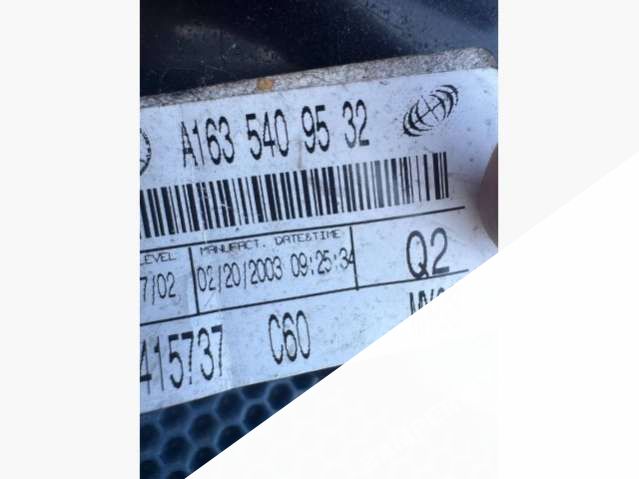 A163 540 95 32
LEVEL MANUFACT. DATE&TIME
7/02 02/20/2003 09:25:34 Q2
415737 C60